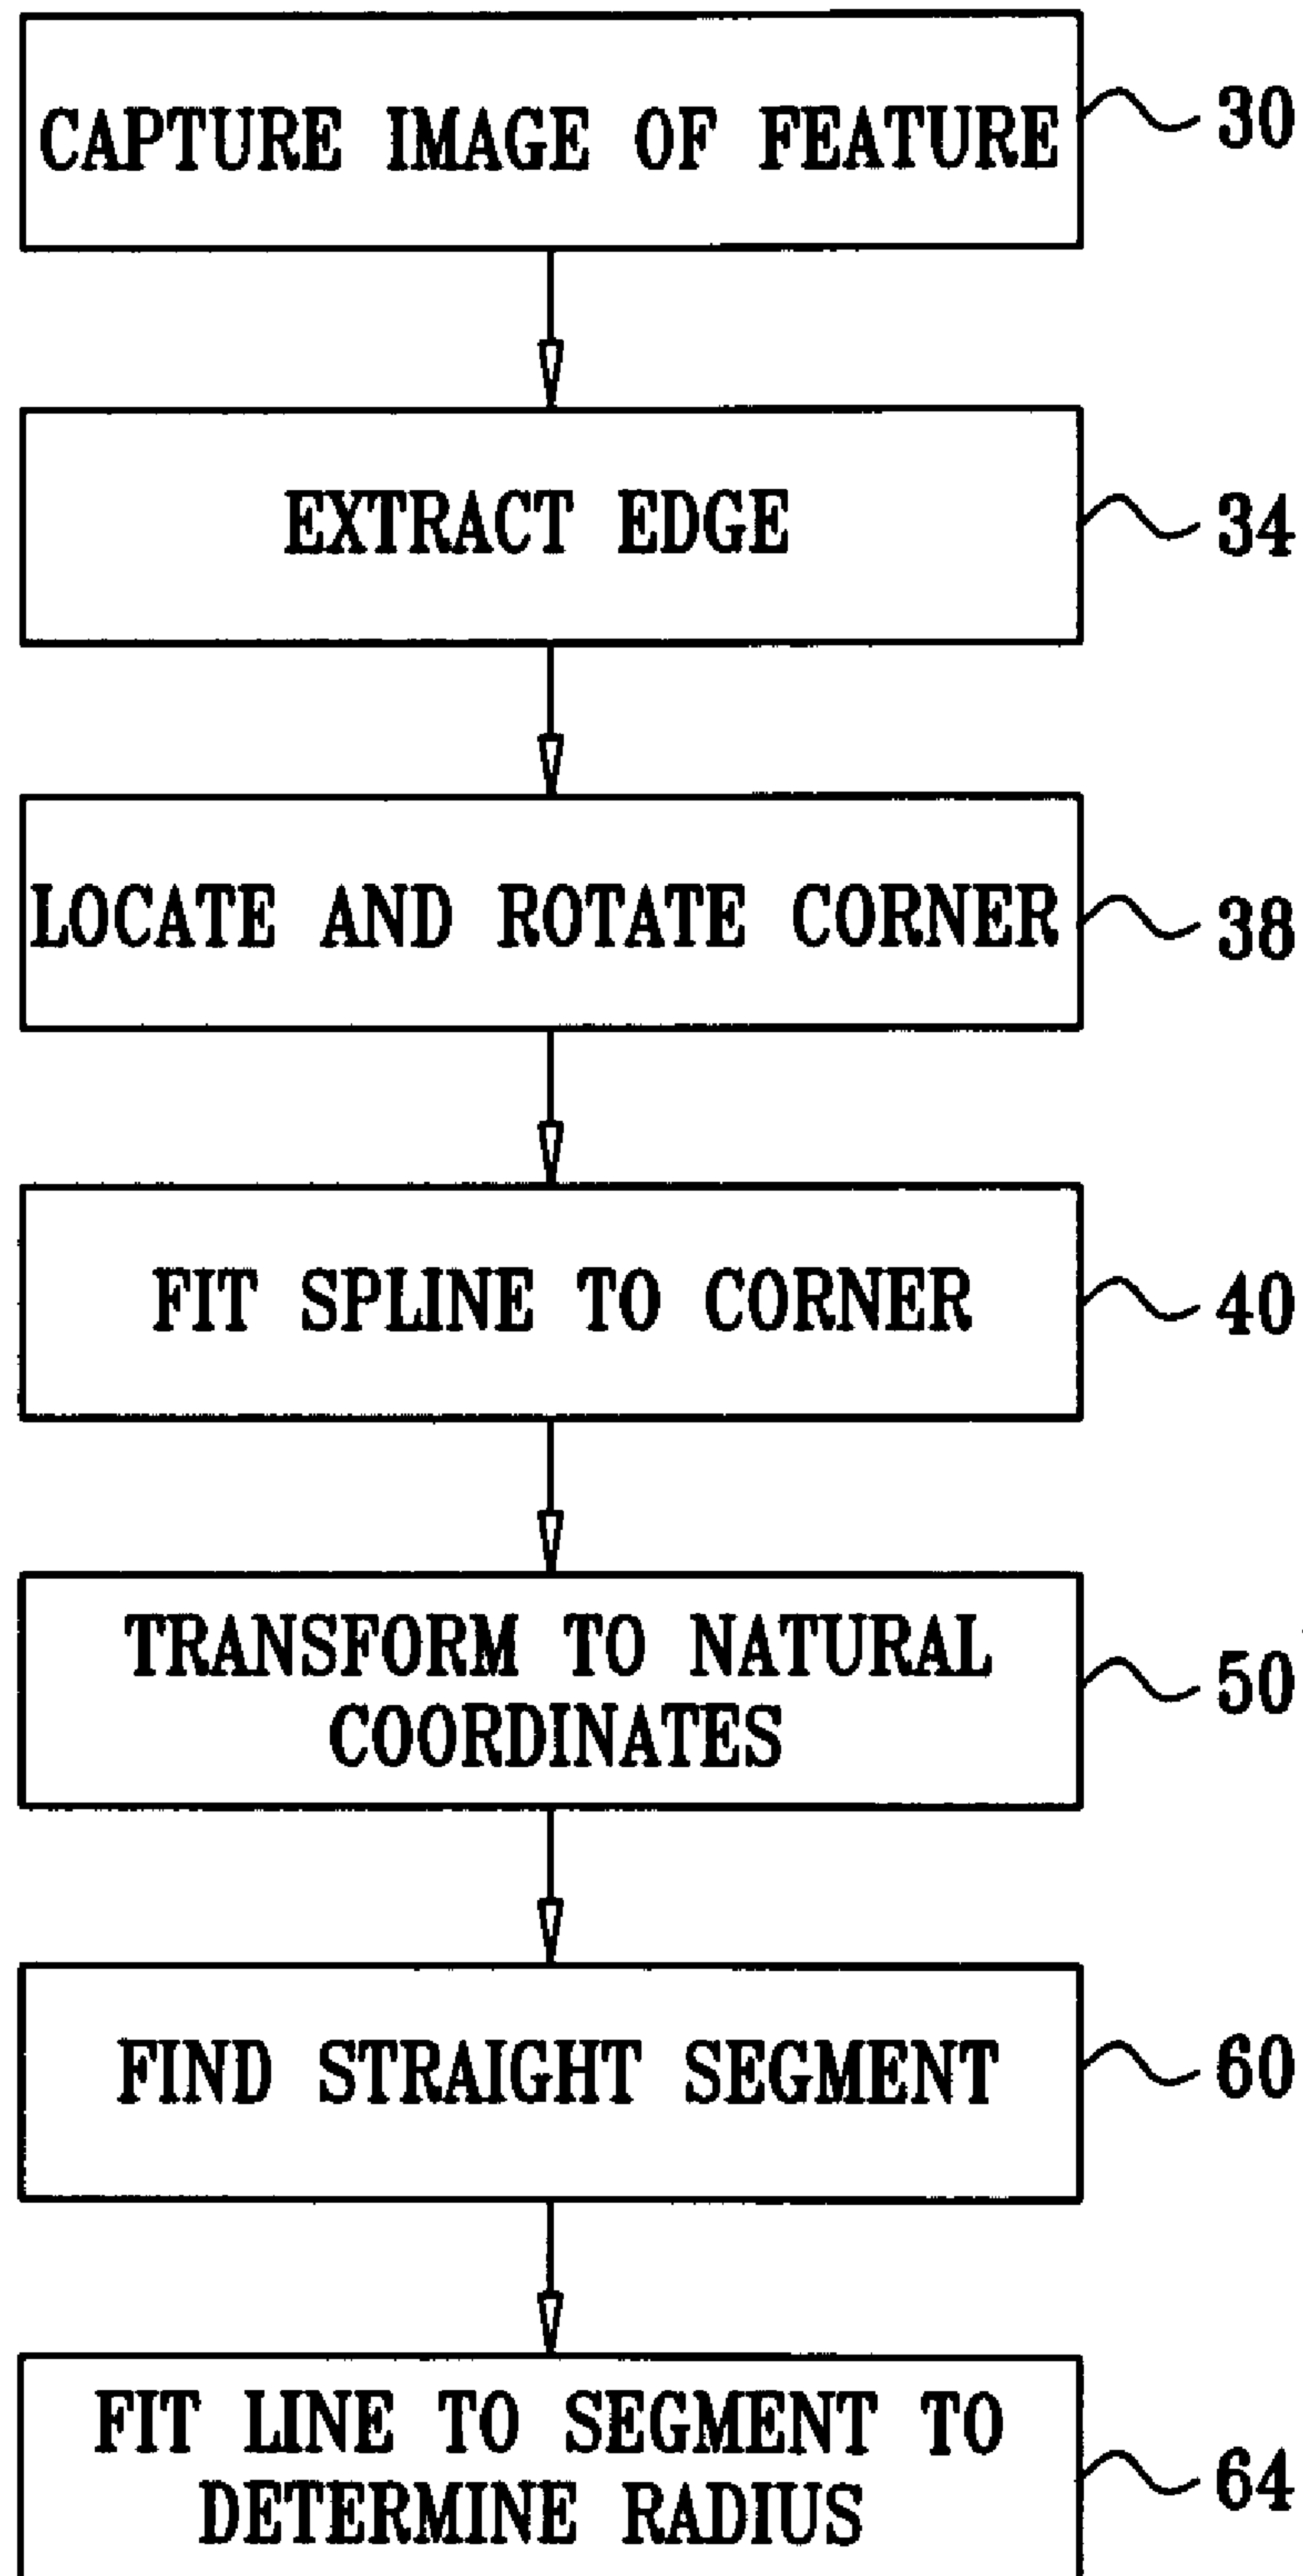 CAPTURE IMAGE OF FEATURE
30
EXTRACT EDGE
34
LOCATE AND ROTATE CORNER
38
FIT SPLINE TO CORNER
40
TRANSFORM TO NATURAL
COORDINATES
50
FIND STRAIGHT SEGMENT
60
FIT LINE TO SEGMENT TO
DETERMINE RADIUS
64